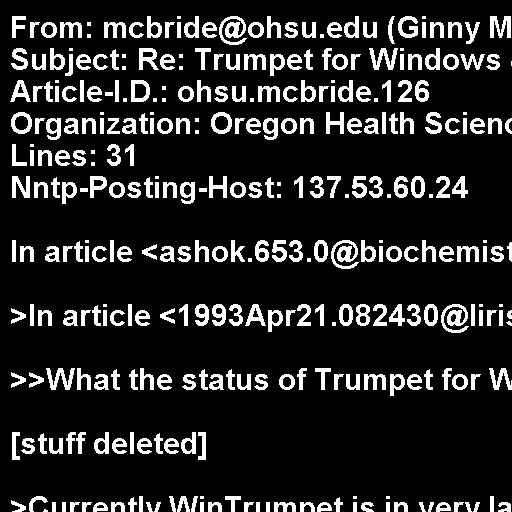 From: mcbride@ohsu.edu (Ginny M
Subject: Re: Trumpet for Windows
Article-I.D.: ohsu.mcbride.126
Organization: Oregon Health Scienc
Lines: 31
Nntp-Posting-Host: 137.53.60.24
In article <ashok.653.0@biochemist
>In article <1993Apr21.082430@liris
>>What the status of Trumpet for W
[stuff deleted]
>Currently WinTrumpet is in very la